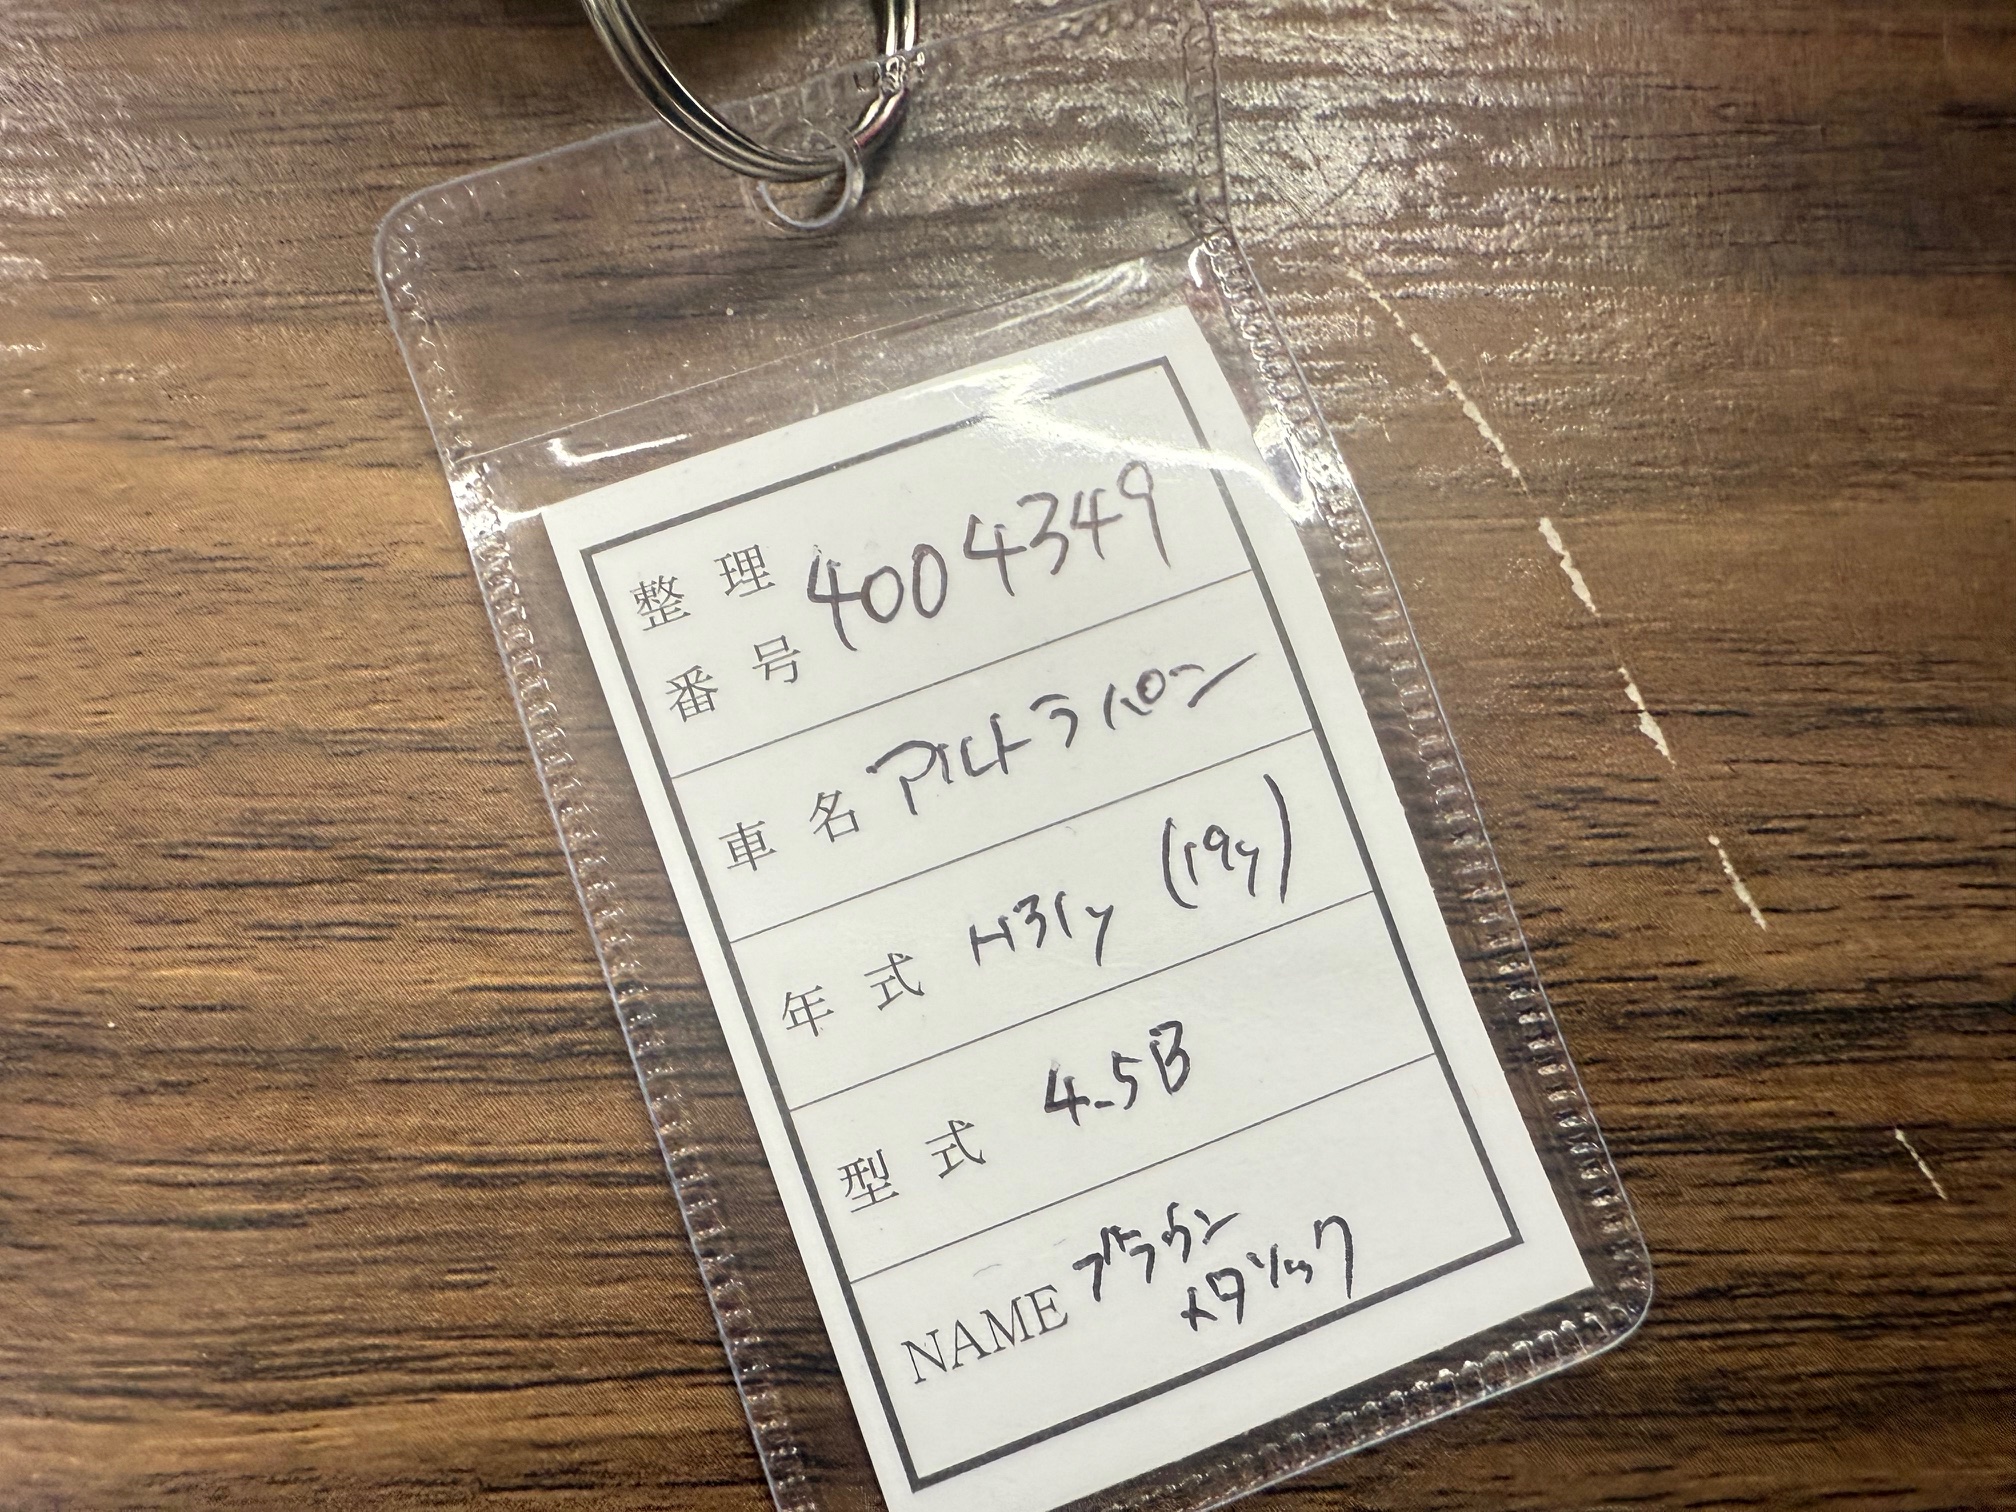 整理 4004349
番号
車名 アルトラパン
年式 H31y (19y)
型式 4.5B
NAME ブラウン
メタリック